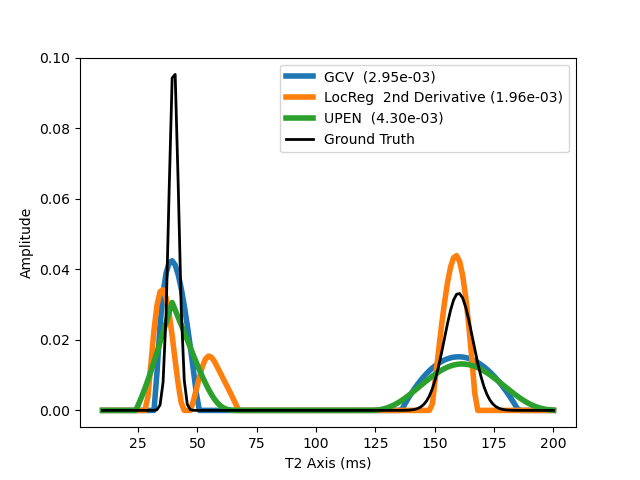 0.10
0.08
0.06
0.04
0.02
0.00
Amplitude
GCV (2.95e-03)
LocReg 2nd Derivative (1.96e-03)
UPEN (4.30e-03)
Ground Truth
25 50 75 100 125 150 175 200
T2 Axis (ms)